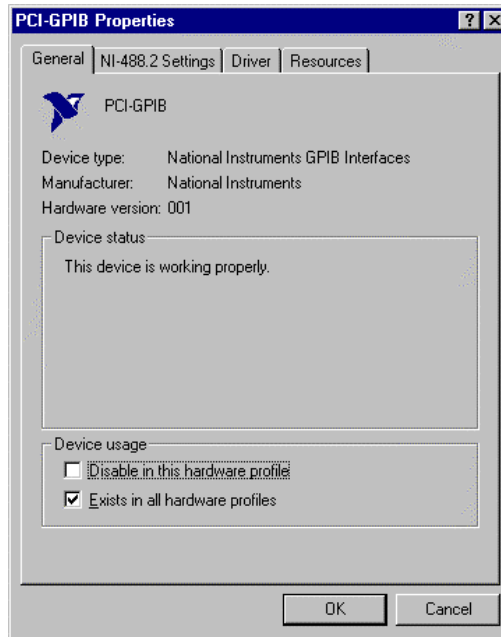 PCI-GPIB Properties
General NI-488.2 Settings Driver Resources
PCI-GPIB
Device type: National Instruments GPIB Interfaces
Manufacturer: National Instruments
Hardware version: 001
Device status
This device is working properly.
Device usage
Disable in this hardware profile
Exists in all hardware profiles
OK Cancel